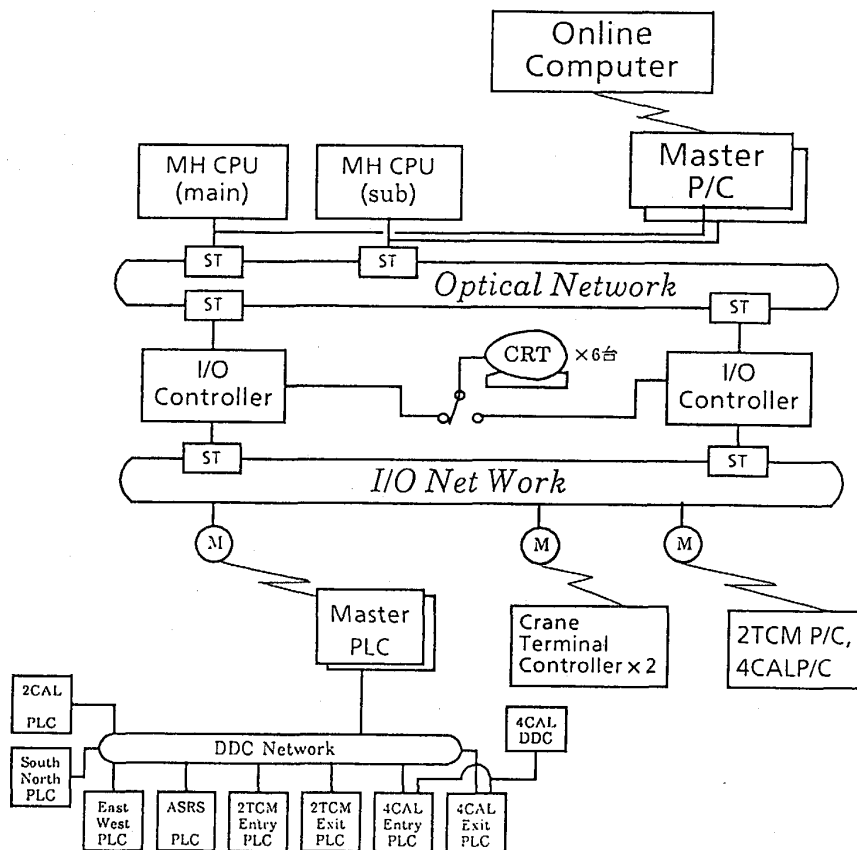 Online
Computer
MH CPU
(main)
MH CPU
(sub)
Master
P/C
ST
ST
Optical Network
ST
ST
I/O
Controller
CRT ×6台
I/O
Controller
ST
ST
I/O Net Work
M
M
M
Master
PLC
Crane
Terminal
Controller×2
2TCM P/C,
4CALP/C
2CAL
PLC
4CAL
DDC
DDC Network
South
North
PLC
East
West
PLC
ASRS
PLC
2TCM
Entry
PLC
2TCM
Exit
PLC
4CAL
Entry
PLC
4CAL
Exit
PLC